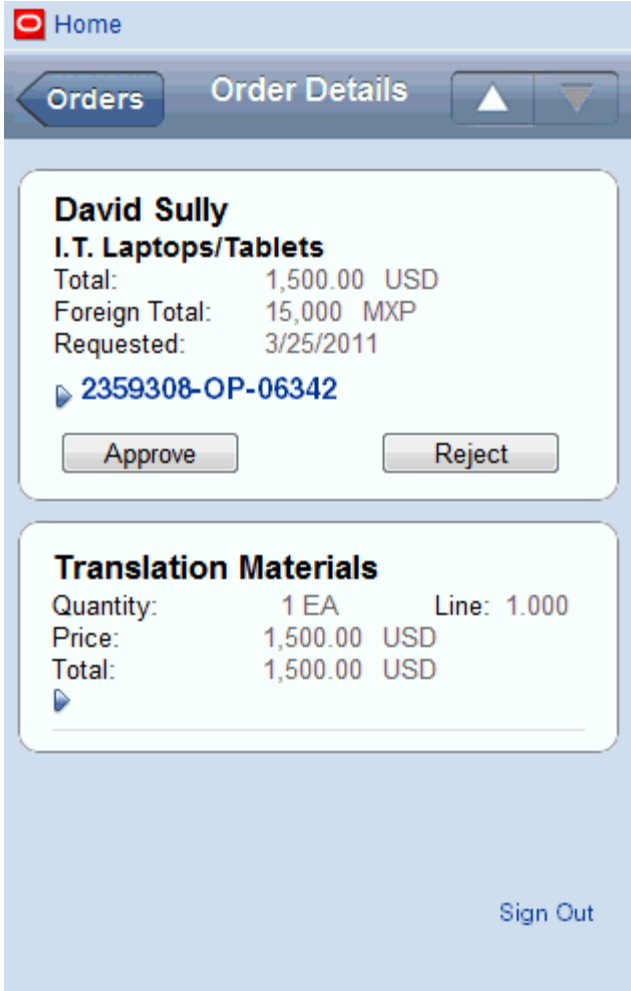 Home
Orders Order Details
David Sully
I.T. Laptops/Tablets
Total: 1,500.00 USD
Foreign Total: 15,000 MXP
Requested: 3/25/2011
2359308-OP-06342
Approve Reject
Translation Materials
Quantity: 1 EA Line: 1.000
Price: 1,500.00 USD
Total: 1,500.00 USD
Sign Out